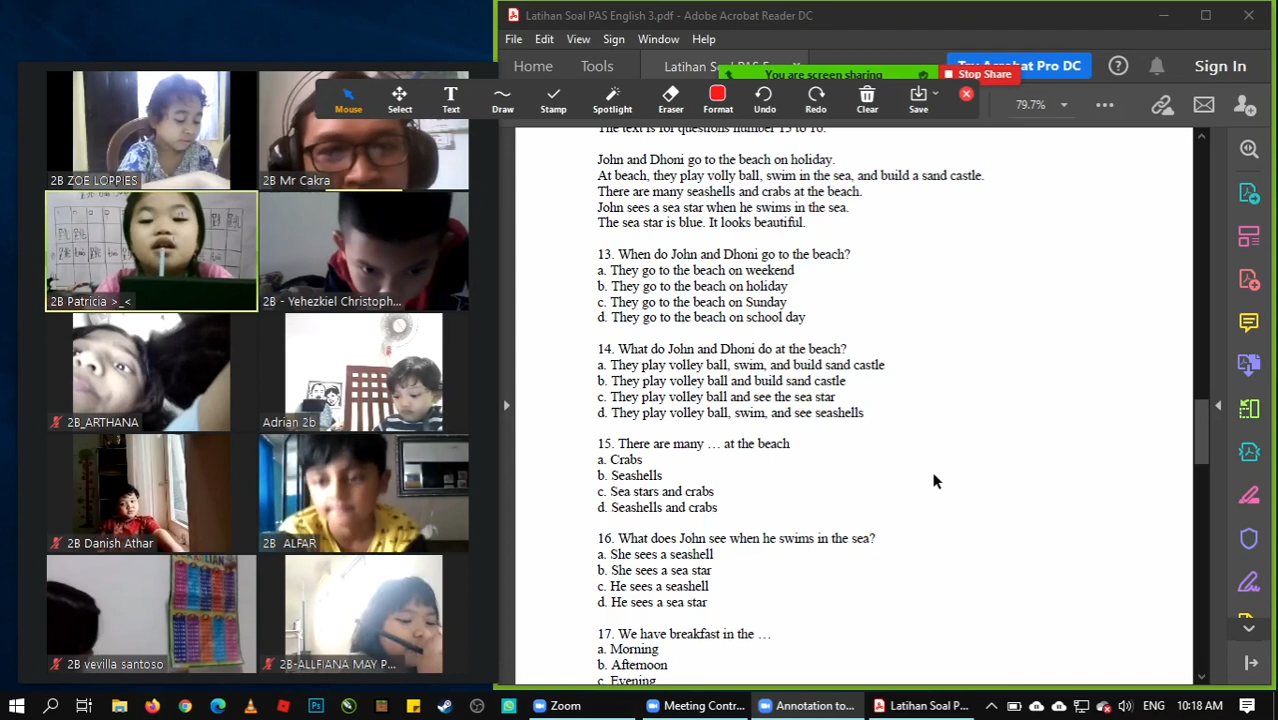 Latihan Soal PAS English 3.pdf - Adobe Acrobat Reader DC
File Edit View Sign Window Help
Home Tools Latihan So
Try Acrobat Pro DC
Sign In
You are screen sharing
Stop Share
Mouse Select Text Draw Stamp Spotlight Eraser Format Undo Redo Clear Save
79.7%
The text is for questions number 13 to 16.
John and Dhoni go to the beach on holiday.
At beach, they play volly ball, swim in the sea, and build a sand castle.
There are many seashells and crabs at the beach.
John sees a sea star when he swims in the sea.
The sea star is blue. It looks beautiful.
13. When do John and Dhoni go to the beach?
a. They go to the beach on weekend
b. They go to the beach on holiday
c. They go to the beach on Sunday
d. They go to the beach on school day
14. What do John and Dhoni do at the beach?
a. They play volley ball, swim, and build sand castle
b. They play volley ball and build sand castle
c. They play volley ball and see the sea star
d. They play volley ball, swim, and see seashells
15. There are many … at the beach
a. Crabs
b. Seashells
c. Sea stars and crabs
d. Seashells and crabs
16. What does John see when he swims in the sea?
a. She sees a seashell
b. She sees a sea star
c. He sees a seashell
d. He sees a sea star
17. We have breakfast in the …
a. Morning
b. Afternoon
c. Evening
2B ZOE LOPPIES
2B Mr Cakra
2B Patricia >_<
2B - Yehezkiel Christoph...
2B_ARTHANA
Adrian 2b
2B Danish Athar
2B ALFAR
2B vevilla santoso
2B-ALLFIANA MAY P...
Zoom
Meeting Contr...
Annotation to...
Latihan Soal P...
ENG
10:18 AM